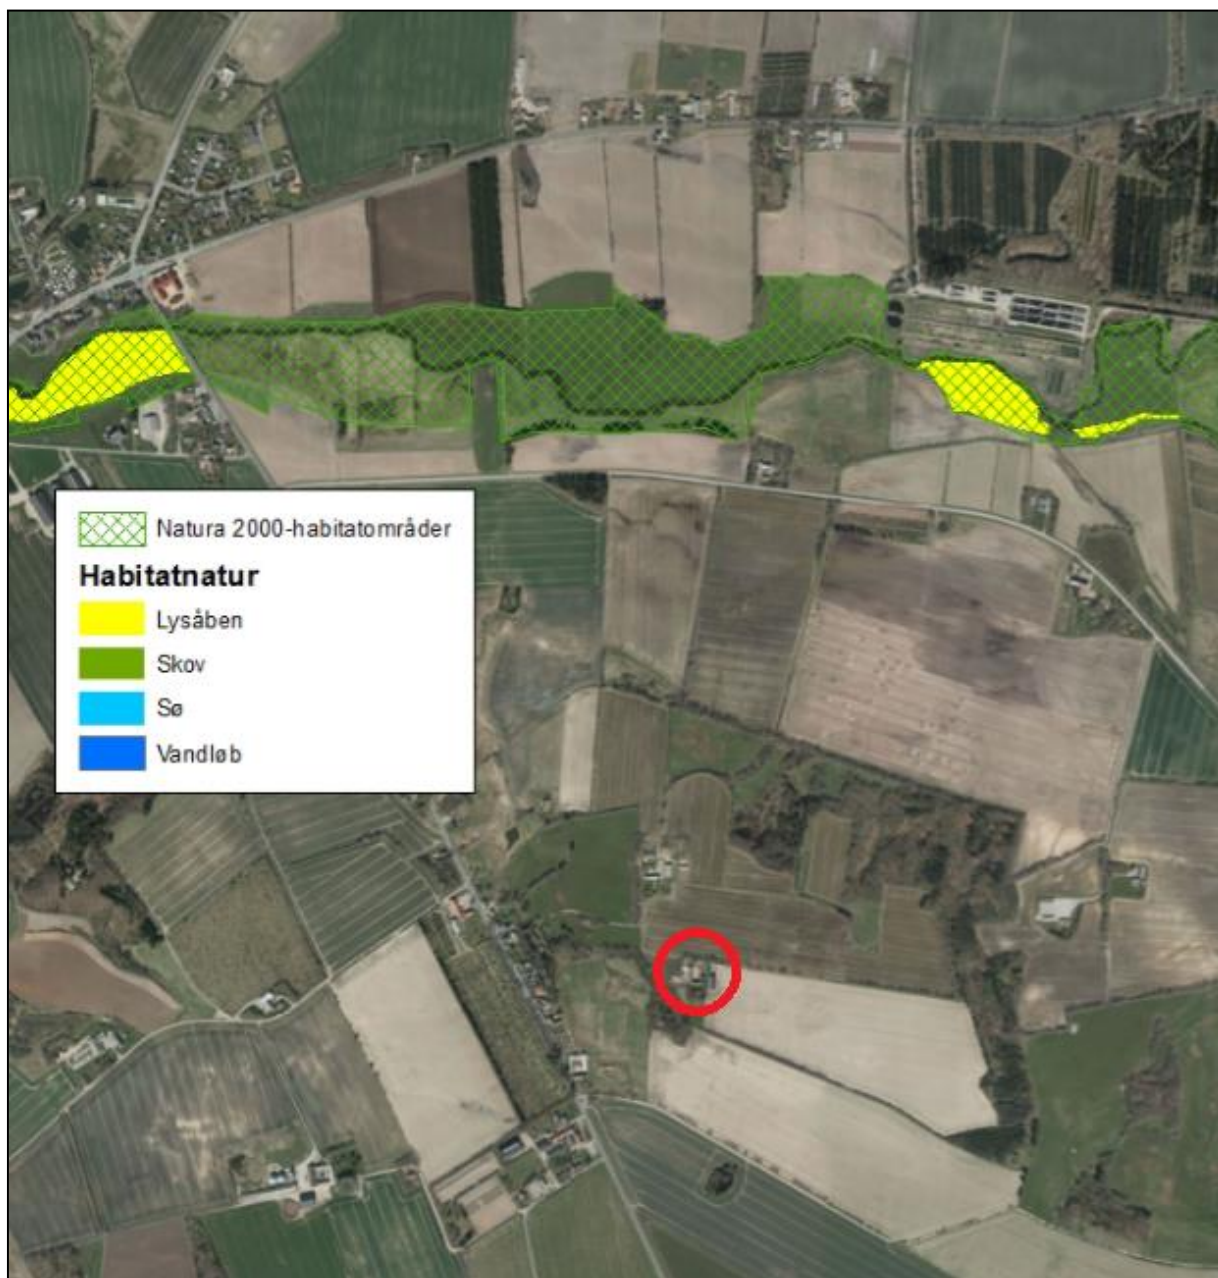 Natura 2000-habitatområder
Habitatnatur
Lysåben
Skov
Sø
Vandløb